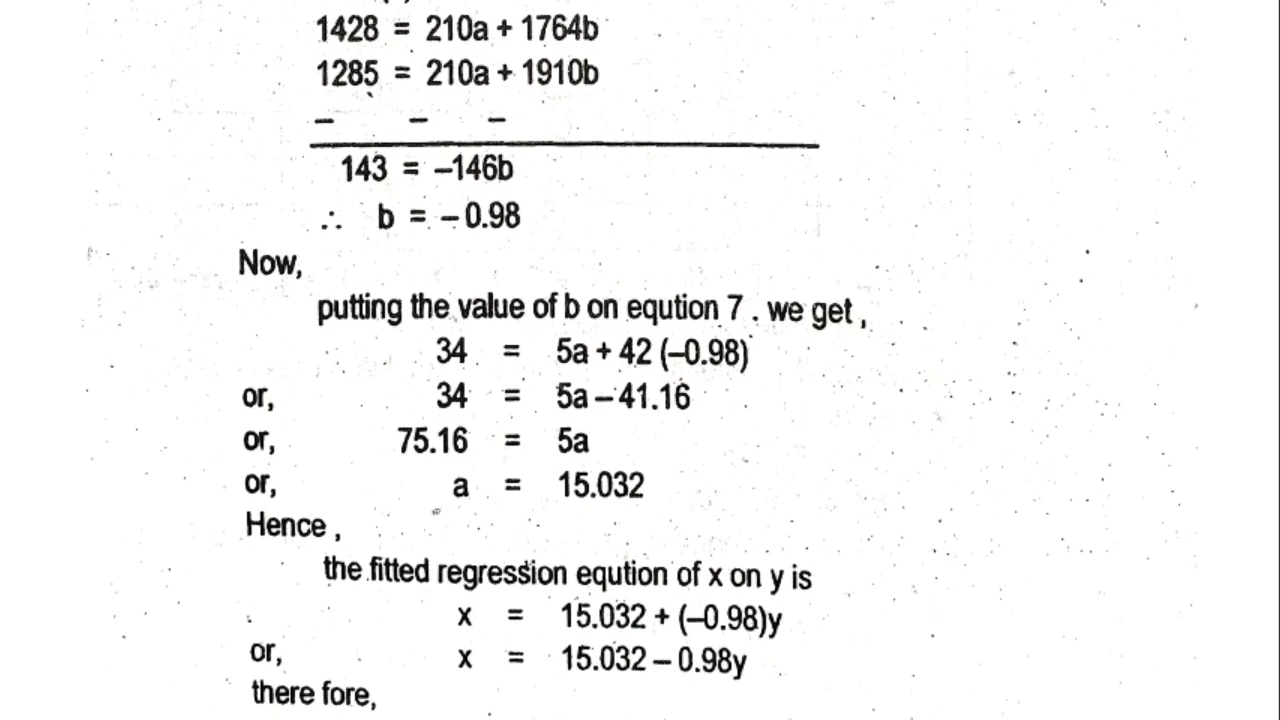 1428 = 210a + 1764b
1285 = 210a + 1910b
– – –
143 = –146b
∴ b = – 0.98
Now,
putting the value of b on eqution 7 . we get ,
34 = 5a + 42 (–0.98)
or, 34 = 5a – 41.16
or, 75.16 = 5a
or, a = 15.032
Hence ,
the fitted regression eqution of x on y is
x = 15.032 + (–0.98)y
or, x = 15.032 – 0.98y
there fore,